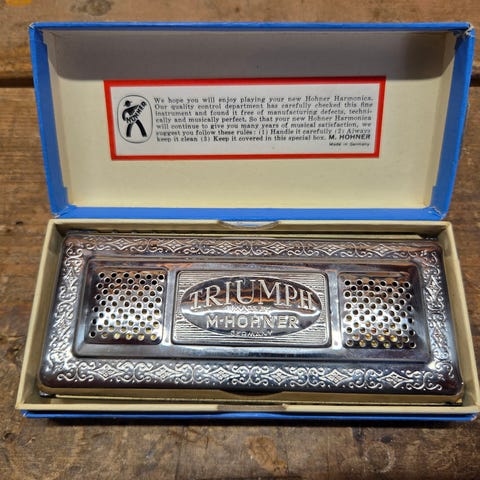 HOHNER
We hope you will enjoy playing your new Hohner Harmonica.
Our quality control department has carefully checked this fine
instrument and found it free of manufacturing defects, techni-
cally and musically perfect. So that your new Hohner Harmonica
will continue to give you many years of musical satisfaction, we
suggest you follow these rules: (1) Handle it carefully (2) Always
keep it clean (3) Keep it covered in this special box. M. HOHNER
Made in Germany
TRIUMPH
M·HOHNER
GERMANY